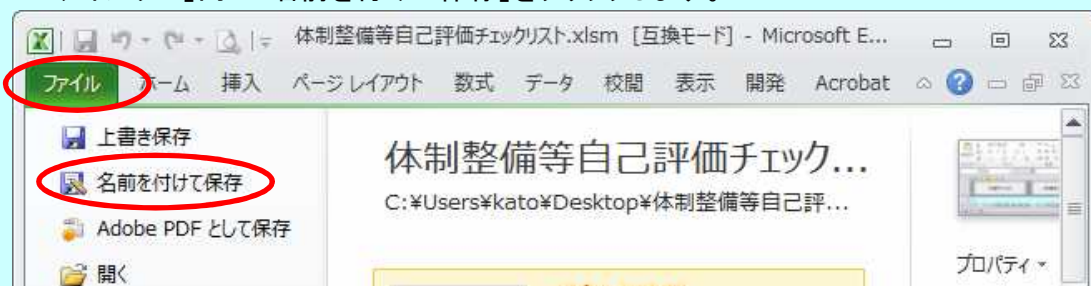 体制整備等自己評価チェックリスト.xlsm [互換モード] - Microsoft E...
ファイル ホーム 挿入 ページ レイアウト 数式 データ 校閲 表示 開発 Acrobat
上書き保存
名前を付けて保存
Adobe PDF として保存
開く
体制整備等自己評価チェック...
C:¥Users¥kato¥Desktop¥体制整備等自己評...
プロパティ